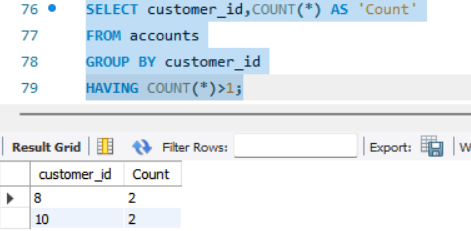 76 SELECT customer_id,COUNT(*) AS 'Count'
77 FROM accounts
78 GROUP BY customer_id
79 HAVING COUNT(*)>1;
Result Grid Filter Rows: Export: W
customer_id Count
8 2
10 2